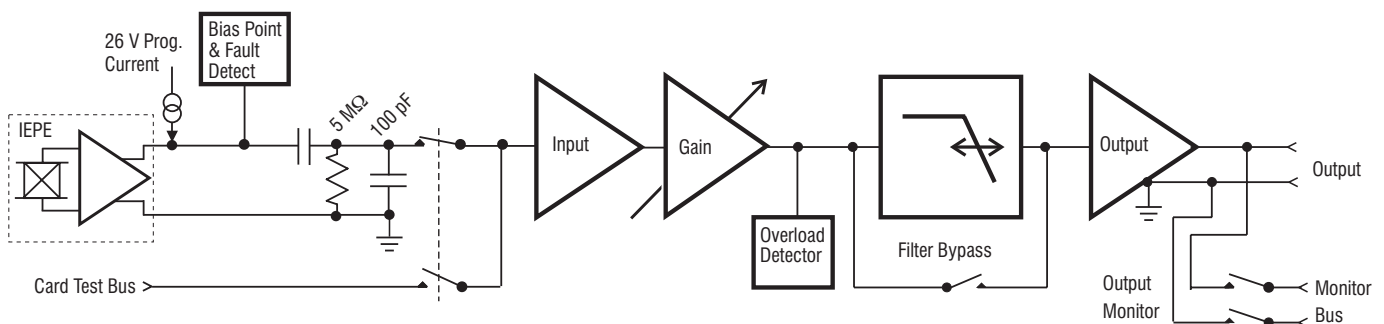 26 V Prog.
Current
Bias Point
& Fault
Detect
IEPE
5 MΩ
100 pF
Input
Gain
Overload
Detector
Filter Bypass
Output
Output
Card Test Bus
Output
Monitor
Monitor
Bus